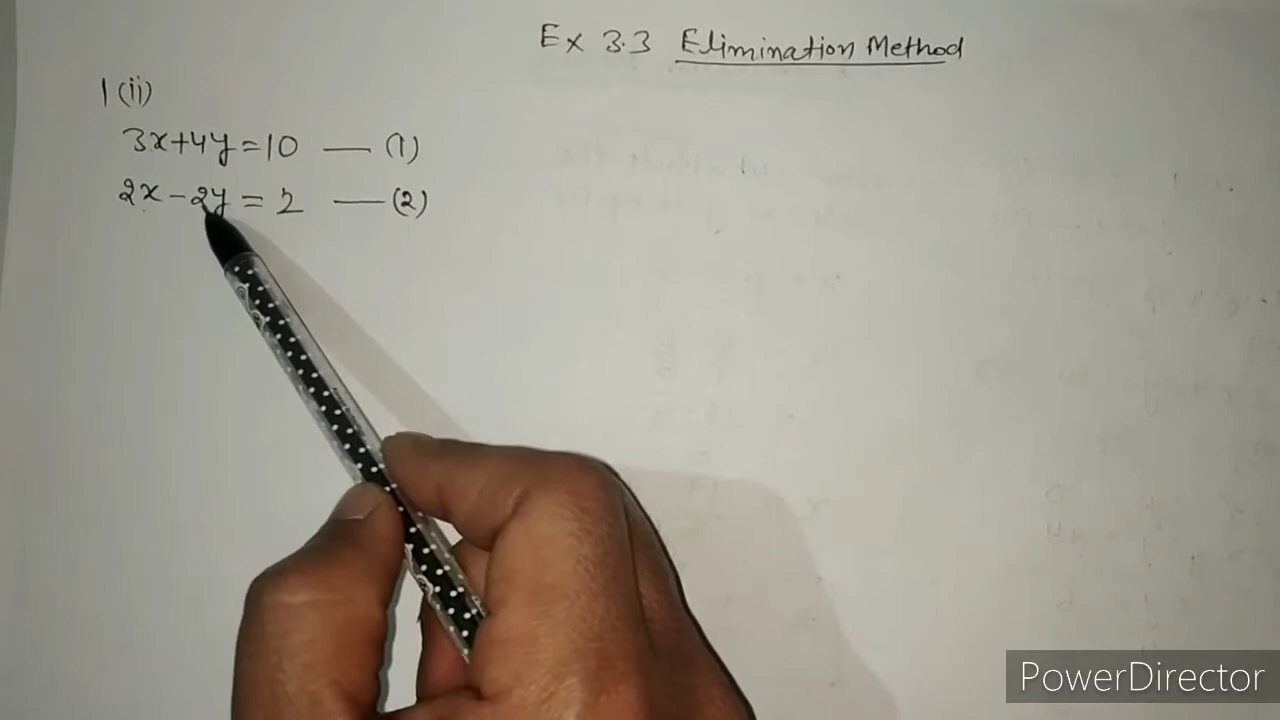 Ex 3.3 Elimination Method
1(ii)
3x+4y=10 — (1)
2x-2y=2 — (2)
PowerDirector